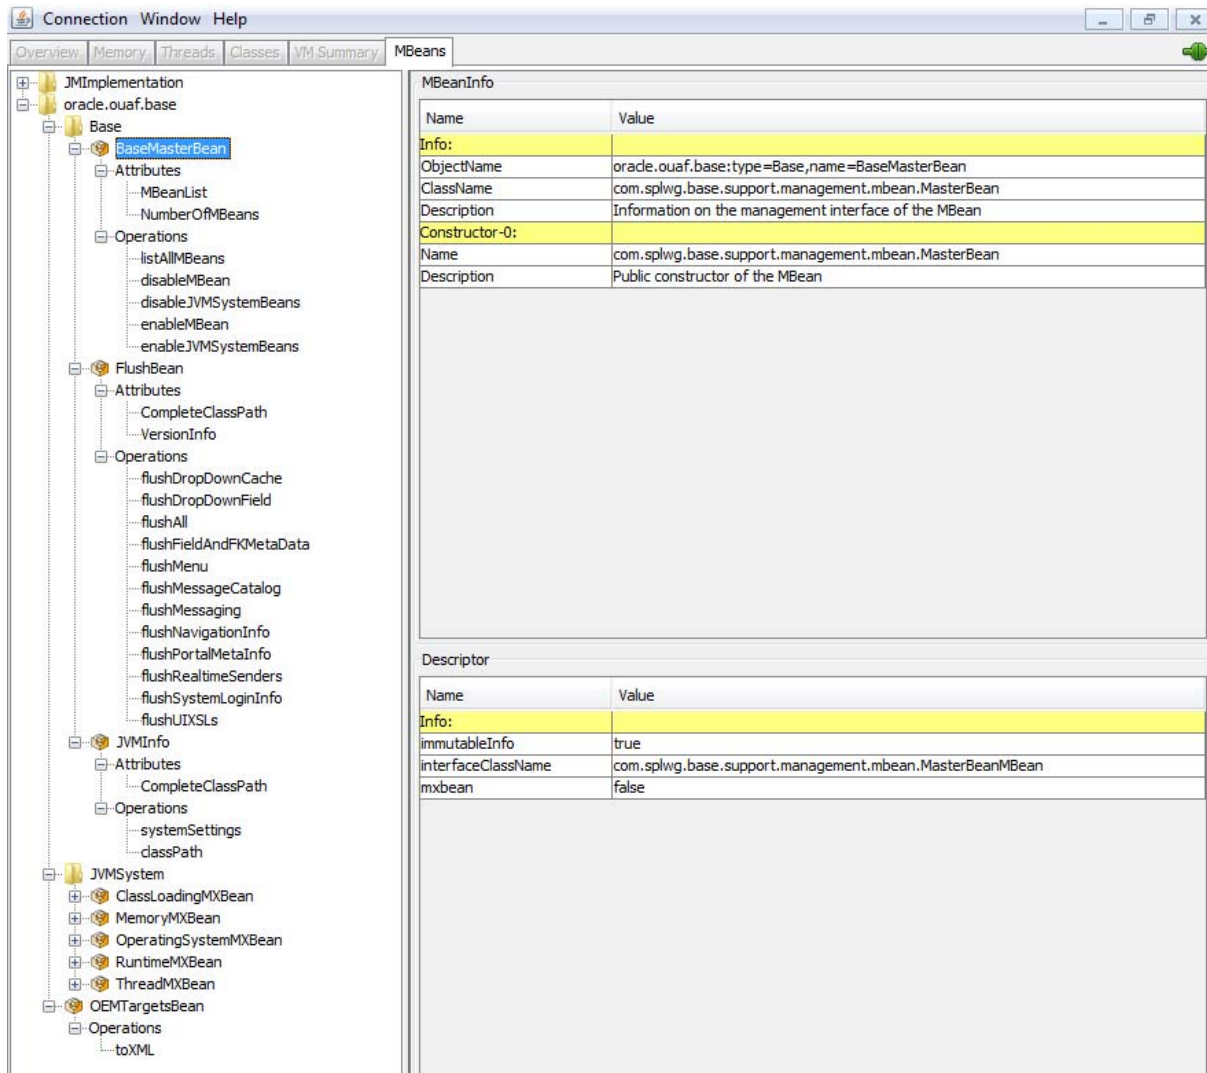 Connection Window Help
Overview Memory Threads Classes VM Summary MBeans
JMImplementation
oracle.ouaf.base
Base
BaseMasterBean
Attributes
MBeanList
NumberOfMBeans
Operations
listAllMBeans
disableMBean
disableJVMSystemBeans
enableMBean
enableJVMSystemBeans
FlushBean
Attributes
CompleteClassPath
VersionInfo
Operations
flushDropDownCache
flushDropDownField
flushAll
flushFieldAndFKMetaData
flushMenu
flushMessageCatalog
flushMessaging
flushNavigationInfo
flushPortalMetaInfo
flushRealtimeSenders
flushSystemLoginInfo
flushUIXSLs
JVMInfo
Attributes
CompleteClassPath
Operations
systemSettings
classPath
JVMSystem
ClassLoadingMXBean
MemoryMXBean
OperatingSystemMXBean
RuntimeMXBean
ThreadMXBean
OEMTargetsBean
Operations
toXML
MBeanInfo
Name Value
Info:
ObjectName oracle.ouaf.base:type=Base,name=BaseMasterBean
ClassName com.splwg.base.support.management.mbean.MasterBean
Description Information on the management interface of the MBean
Constructor-0:
Name com.splwg.base.support.management.mbean.MasterBean
Description Public constructor of the MBean
Descriptor
Name Value
Info:
immutableInfo true
interfaceClassName com.splwg.base.support.management.mbean.MasterBeanMBean
mxbean false